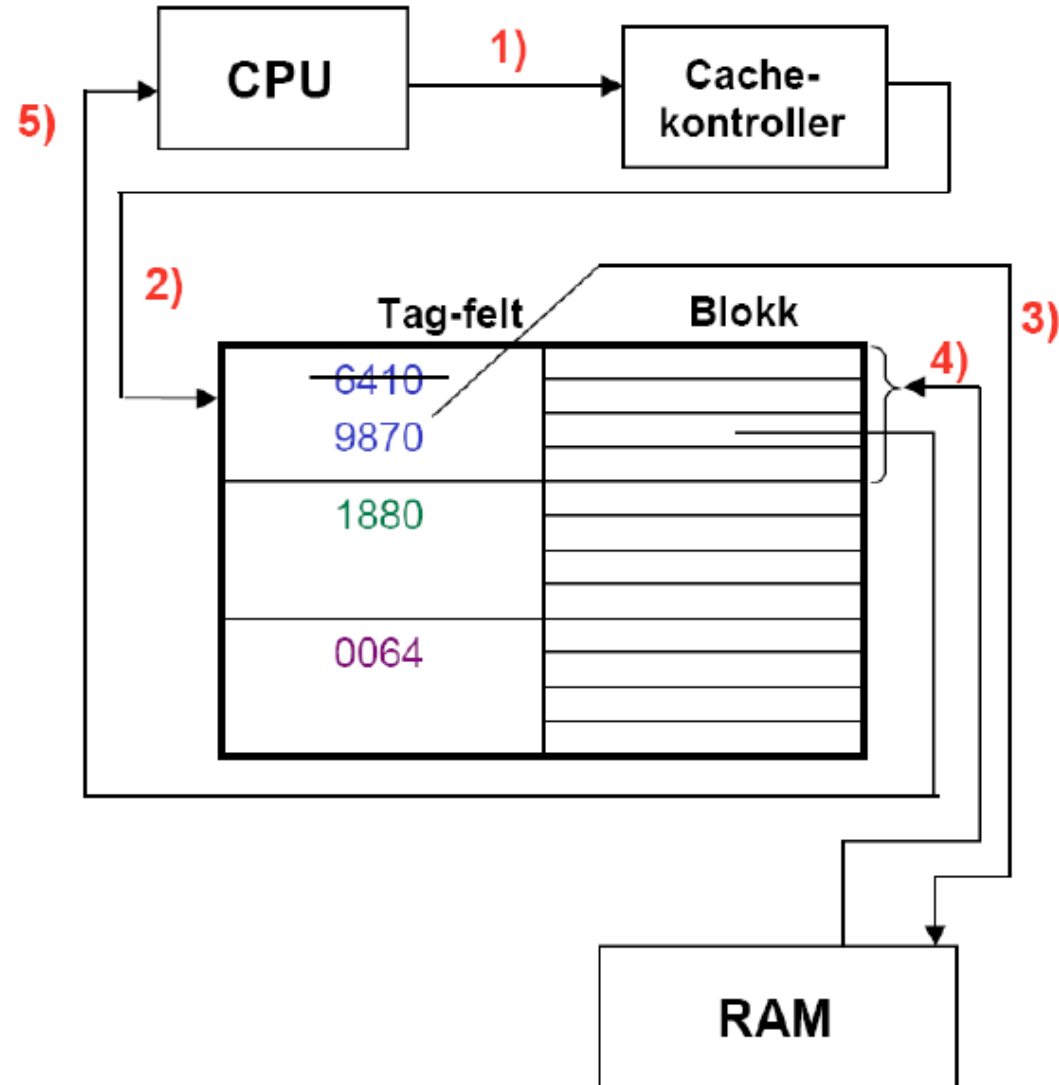 1)
CPU
Cache-
kontroller
5)
2)
3)
Tag-felt
Blokk
4)
6410
9870
1880
0064
RAM